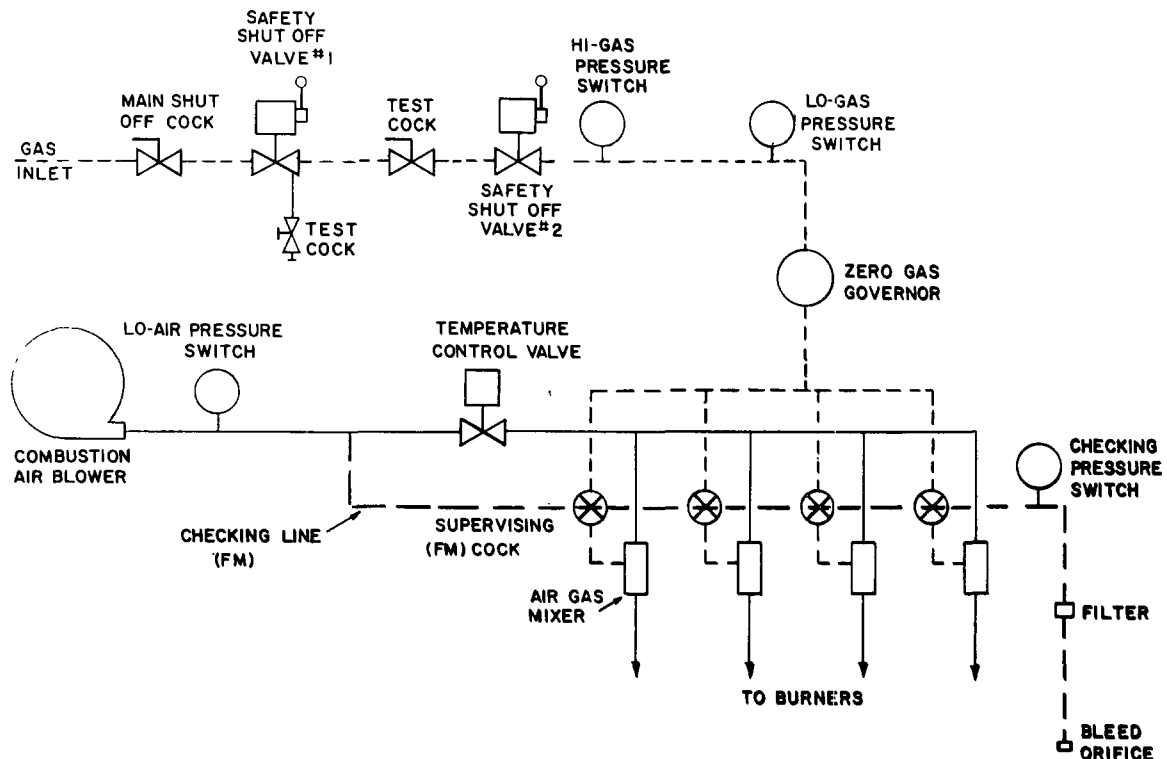 SAFETY
SHUT OFF
VALVE #1
HI-GAS
PRESSURE
SWITCH
MAIN SHUT
OFF COCK
TEST
COCK
LO-GAS
PRESSURE
SWITCH
GAS
INLET
SAFETY
SHUT OFF
VALVE #2
TEST
COCK
ZERO GAS
GOVERNOR
LO-AIR PRESSURE
SWITCH
TEMPERATURE
CONTROL VALVE
COMBUSTION
AIR BLOWER
CHECKING
PRESSURE
SWITCH
CHECKING LINE
(FM)
SUPERVISING
(FM) COCK
AIR GAS
MIXER
FILTER
TO BURNERS
BLEED
ORIFICE